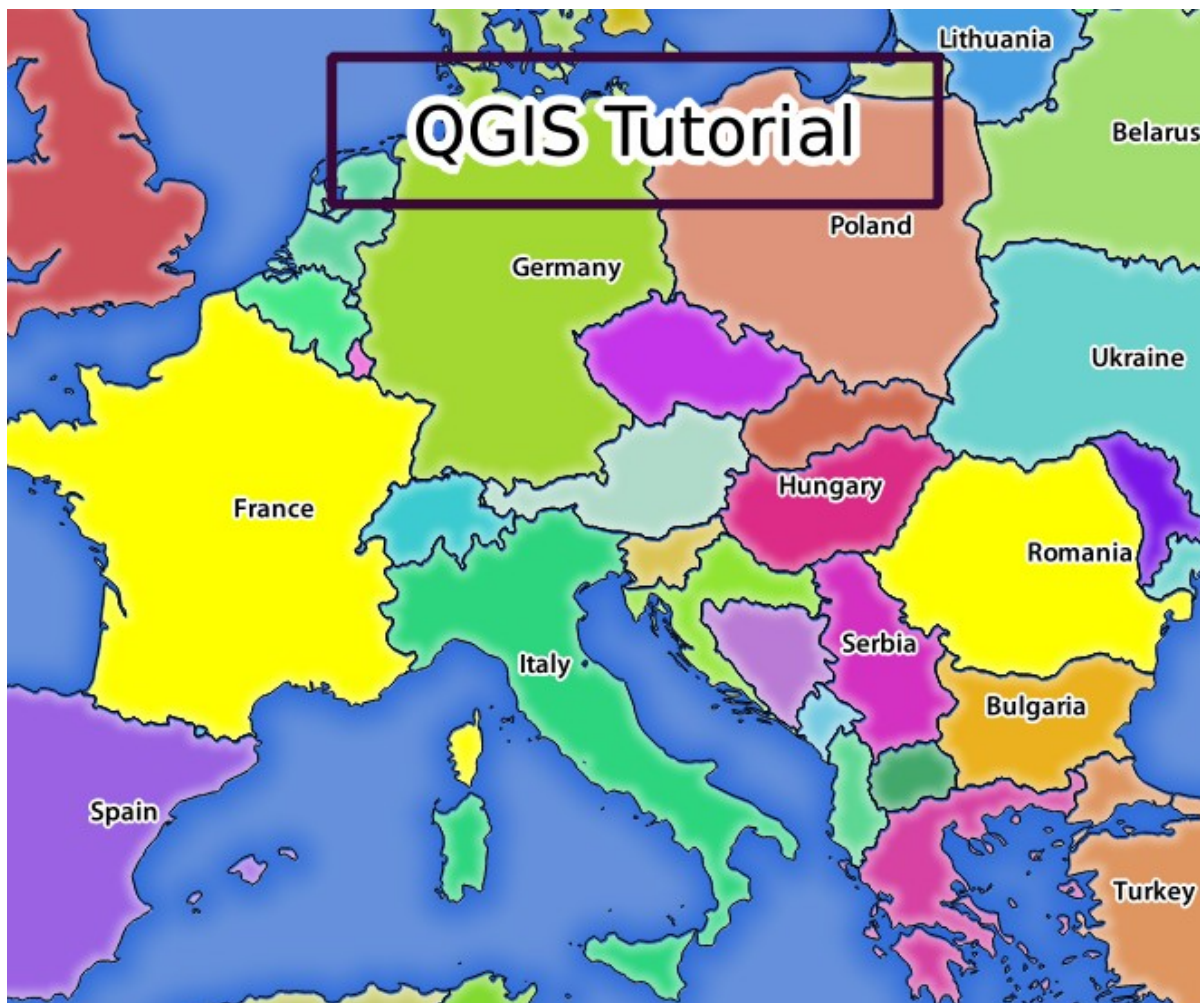 Lithuania
QGIS Tutorial
Belarus
Poland
Germany
Ukraine
Hungary
France
Romania
Serbia
Italy
Bulgaria
Spain
Turkey